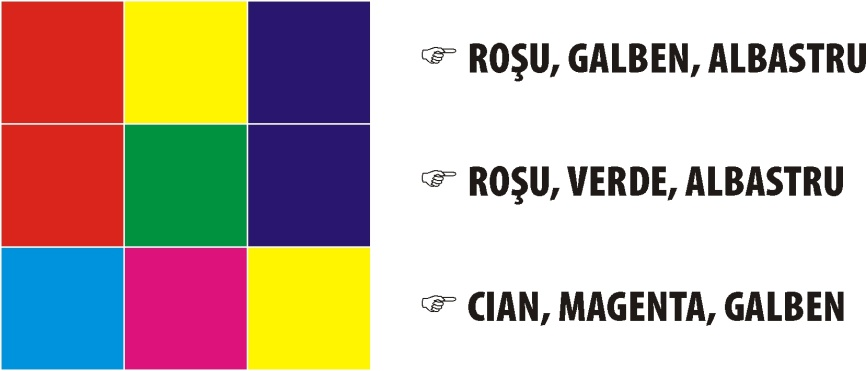 ROŞU, GALBEN, ALBASTRU
ROŞU, VERDE, ALBASTRU
CIAN, MAGENTA, GALBEN